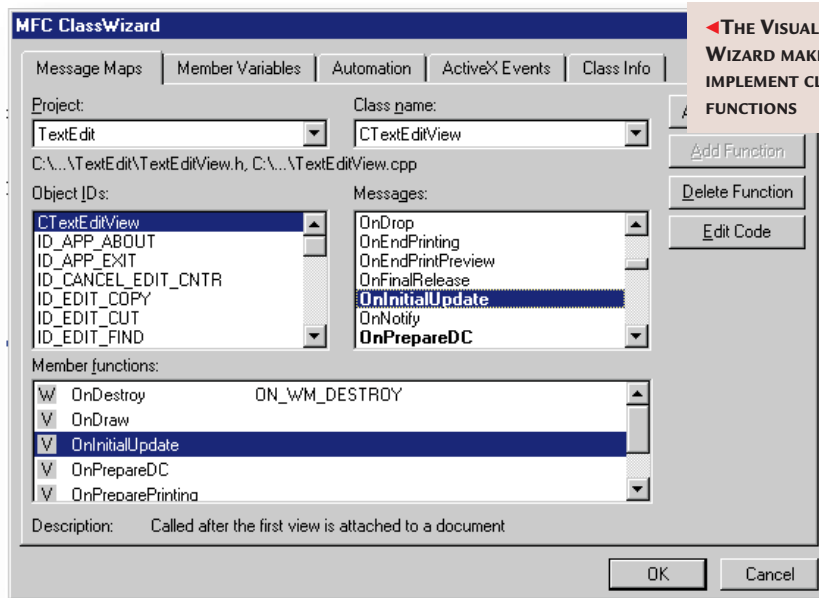 MFC ClassWizard
◀THE VISUAL
WIZARD
IMPLEMENT
FUNCTIONS
Message Maps
Member Variables
Automation
ActiveX Events
Class Info
Project:
Class name:
TextEdit
CTextEditView
Add Function
C:\...\TextEdit\TextEditView.h, C:\...\TextEditView.cpp
Object IDs:
Messages:
Delete Function
Edit Code
CTextEditView
ID_APP_ABOUT
ID_APP_EXIT
ID_CANCEL_EDIT_CNTR
ID_EDIT_COPY
ID_EDIT_CUT
ID_EDIT_FIND
OnDrop
OnEndPrinting
OnEndPrintPreview
OnFinalRelease
OnInitialUpdate
OnNotify
OnPrepareDC
Member functions:
W OnDestroy ON_WM_DESTROY
V OnDraw
V OnInitialUpdate
V OnPrepareDC
V OnPreparePrinting
Description: Called after the first view is attached to a document
OK
Cancel